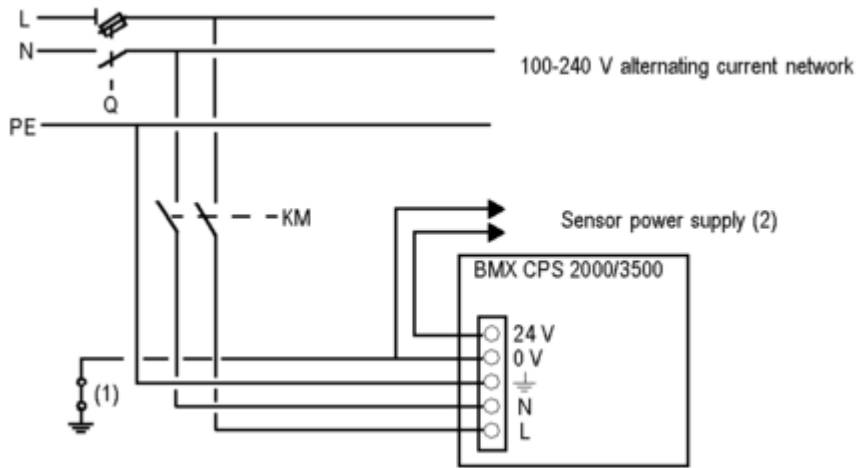 L
N
100-240 V alternating current network
Q
PE
KM
Sensor power supply (2)
BMX CPS 2000/3500
24 V
0 V
(1)
N
L